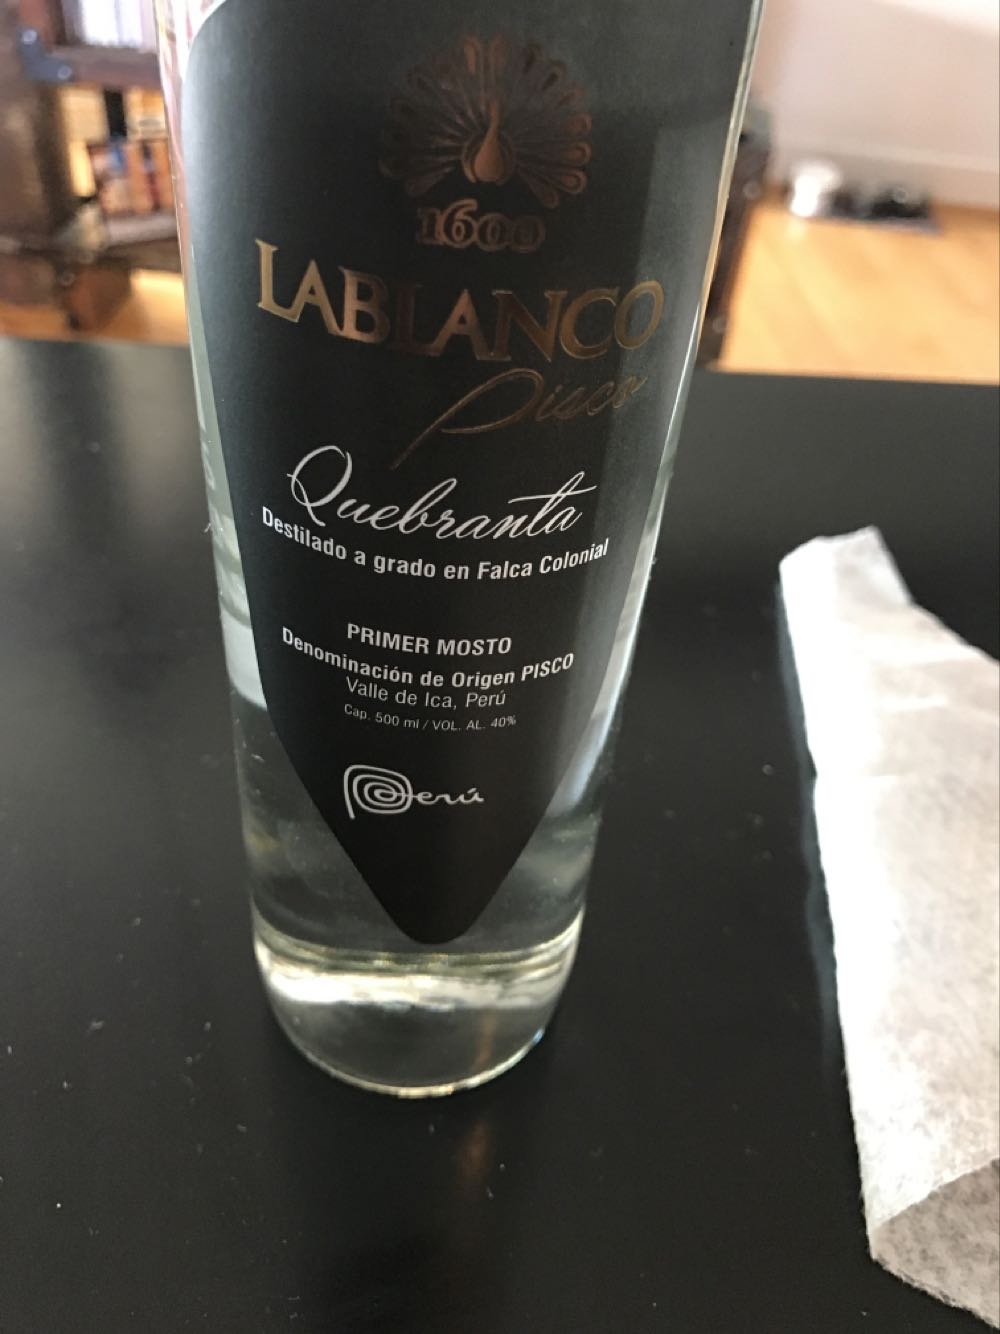 1600
LABLANCO
Pisco
Quebranta
Destilado a grado en Falca Colonial
PRIMER MOSTO
Denominación de Origen PISCO
Valle de Ica, Perú
Cap. 500 ml / VOL. AL. 40%
Perú